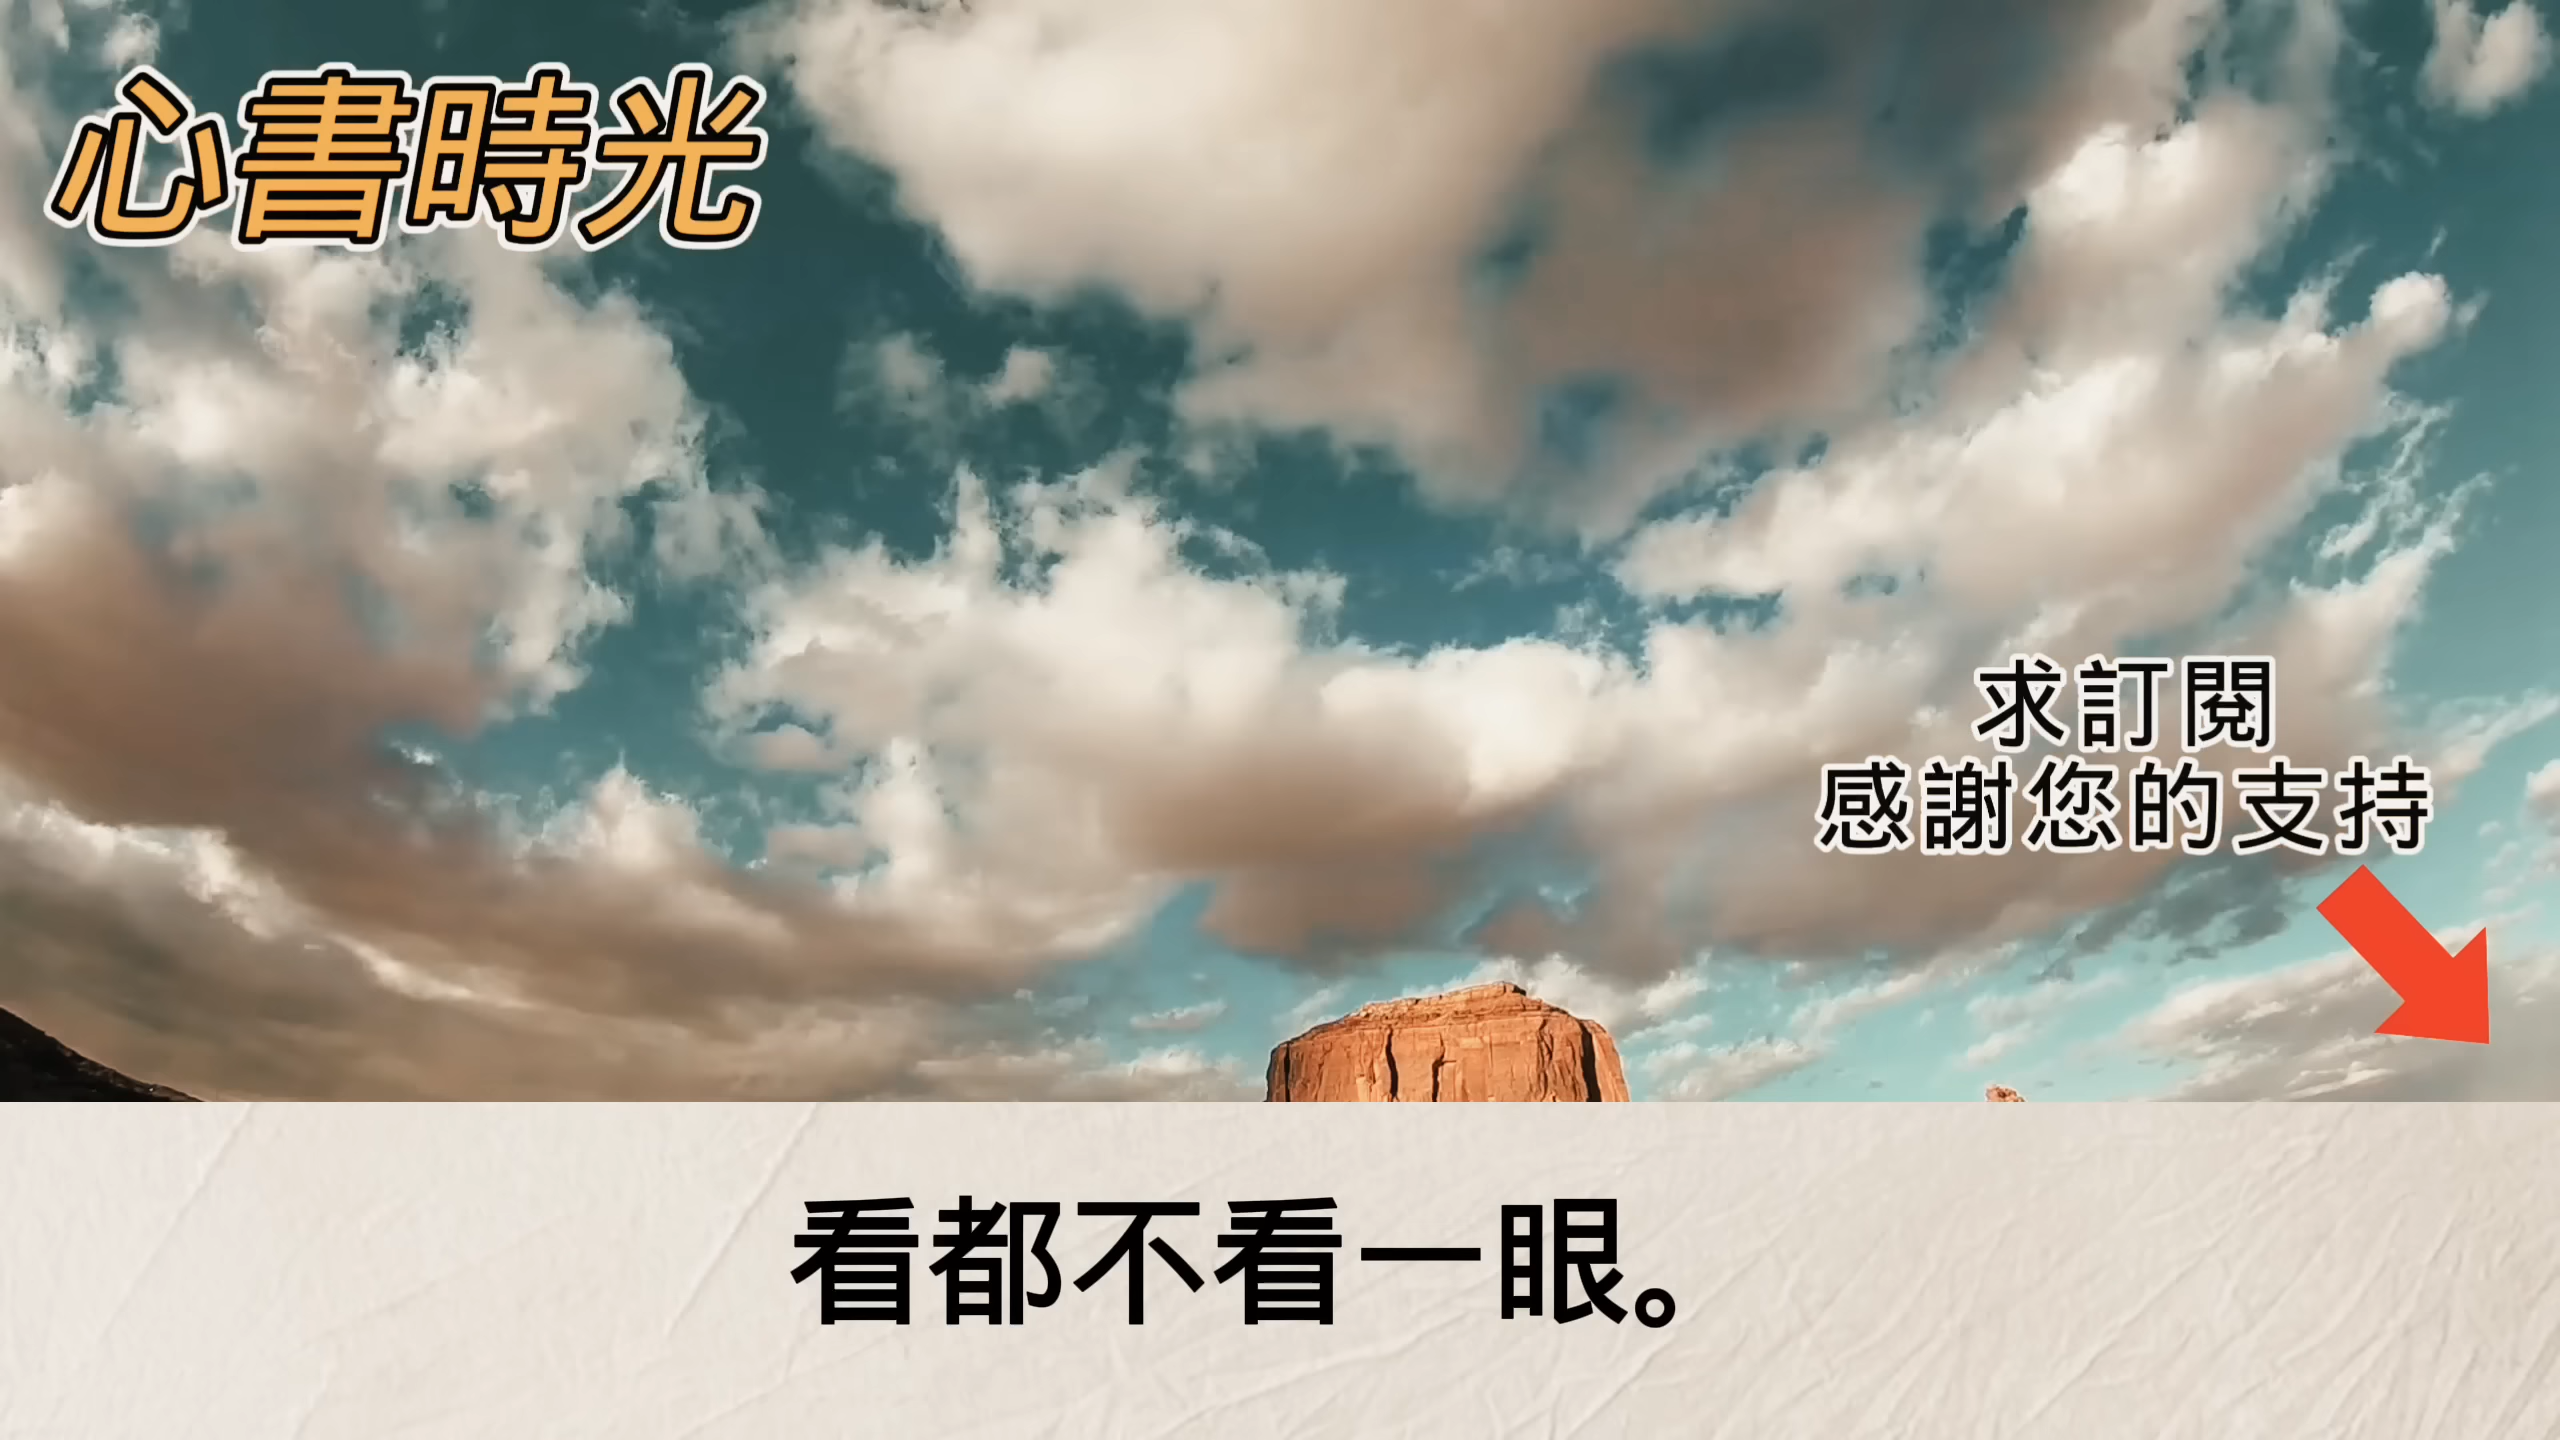 心書時光
求訂閱
感謝您的支持
看都不看一眼。